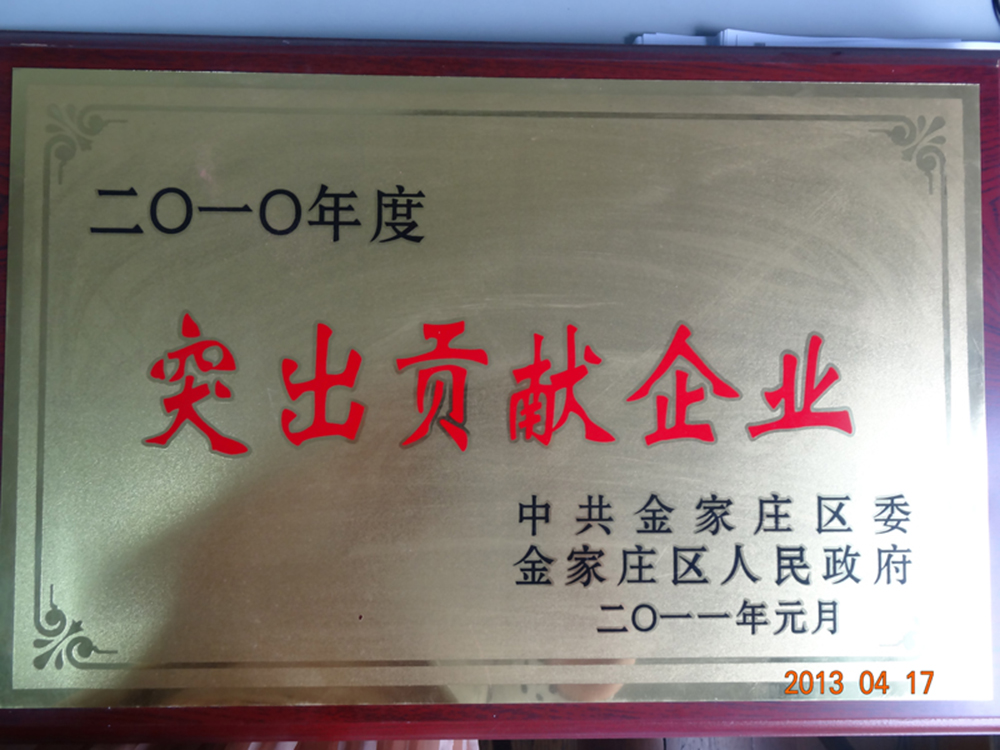 二〇一〇年度
突出贡献企业
中共金家庄区委
金家庄区人民政府
二〇一一年元月
2013 04 17